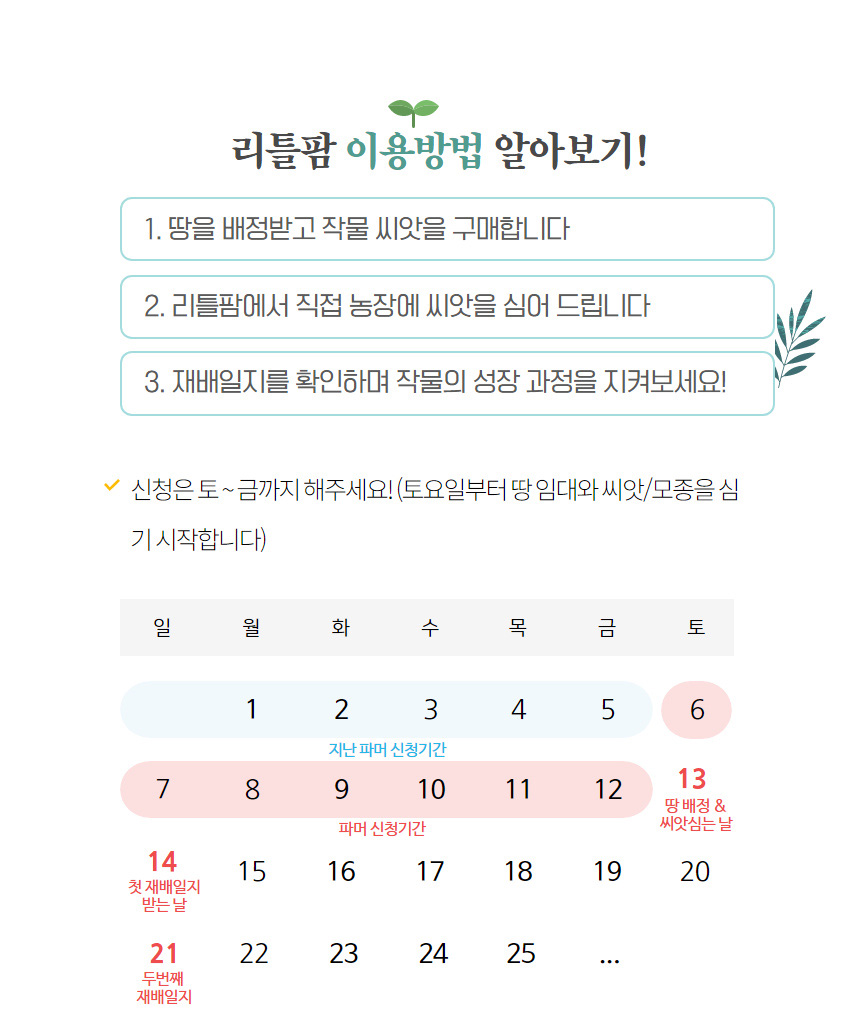 리틀팜 이용방법 알아보기!
1. 땅을 배정받고 작물 씨앗을 구매합니다
2. 리틀팜에서 직접 농장에 씨앗을 심어 드립니다
3. 재배일지를 확인하며 작물의 성장 과정을 지켜보세요!
신청은 토 ~ 금까지 해주세요! (토요일부터 땅 임대와 씨앗/모종을 심
기 시작합니다)
일 월 화 수 목 금 토
1 2 3 4 5 6
지난 파머 신청기간
7 8 9 10 11 12 13
파머 신청기간
땅 배정 &
씨앗심는 날
14 15 16 17 18 19 20
첫 재배일지
받는 날
21 22 23 24 25 ...
두번째
재배일지